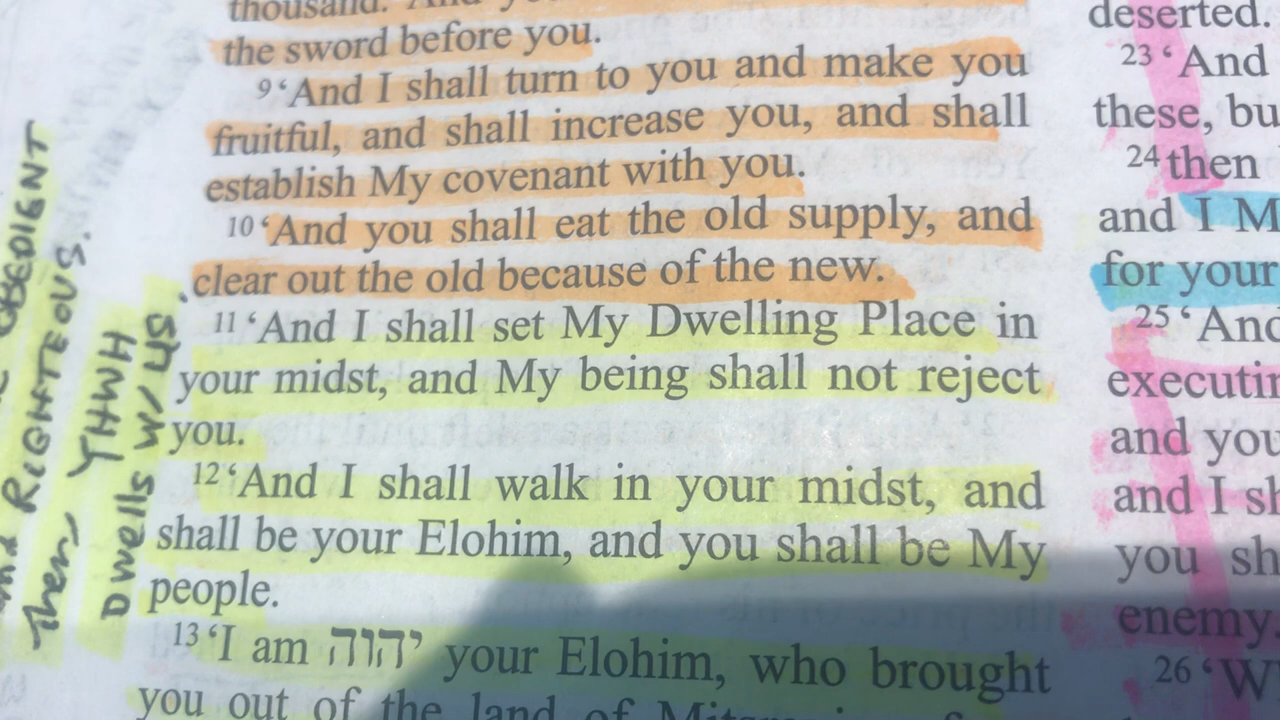 thousand. And
the sword before you.
9‘And I shall turn to you and make you
fruitful, and shall increase you, and shall
establish My covenant with you.
10‘And you shall eat the old supply, and
clear out the old because of the new.
11‘And I shall set My Dwelling Place in
your midst, and My being shall not reject
you.
12‘And I shall walk in your midst, and
shall be your Elohim, and you shall be My
people.
13‘I am יהוה your Elohim, who brought
you out of the land of
deserted.
23‘And
these, bu
24then
and I M
for your
25‘And
executin
and you
and I sh
you sh
enemy.
26‘W
OBEDIENT
RIGHTEOUS.
Then, YHWH
Dwells w/us.